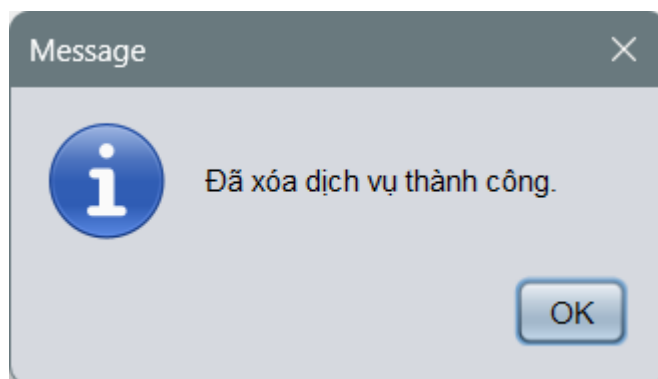 Message
Đã xóa dịch vụ thành công.
OK